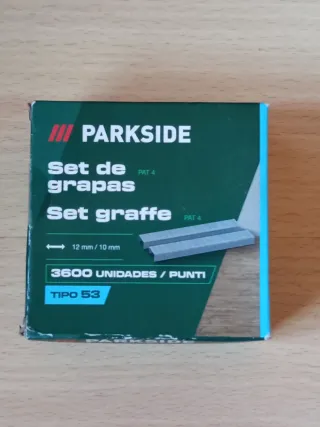 PARKSIDE
Set de PAT 4
grapas
Set graffe PAT 4
12 mm / 10 mm
3600 UNIDADES / PUNTI
TIPO 53
PARKSIDE